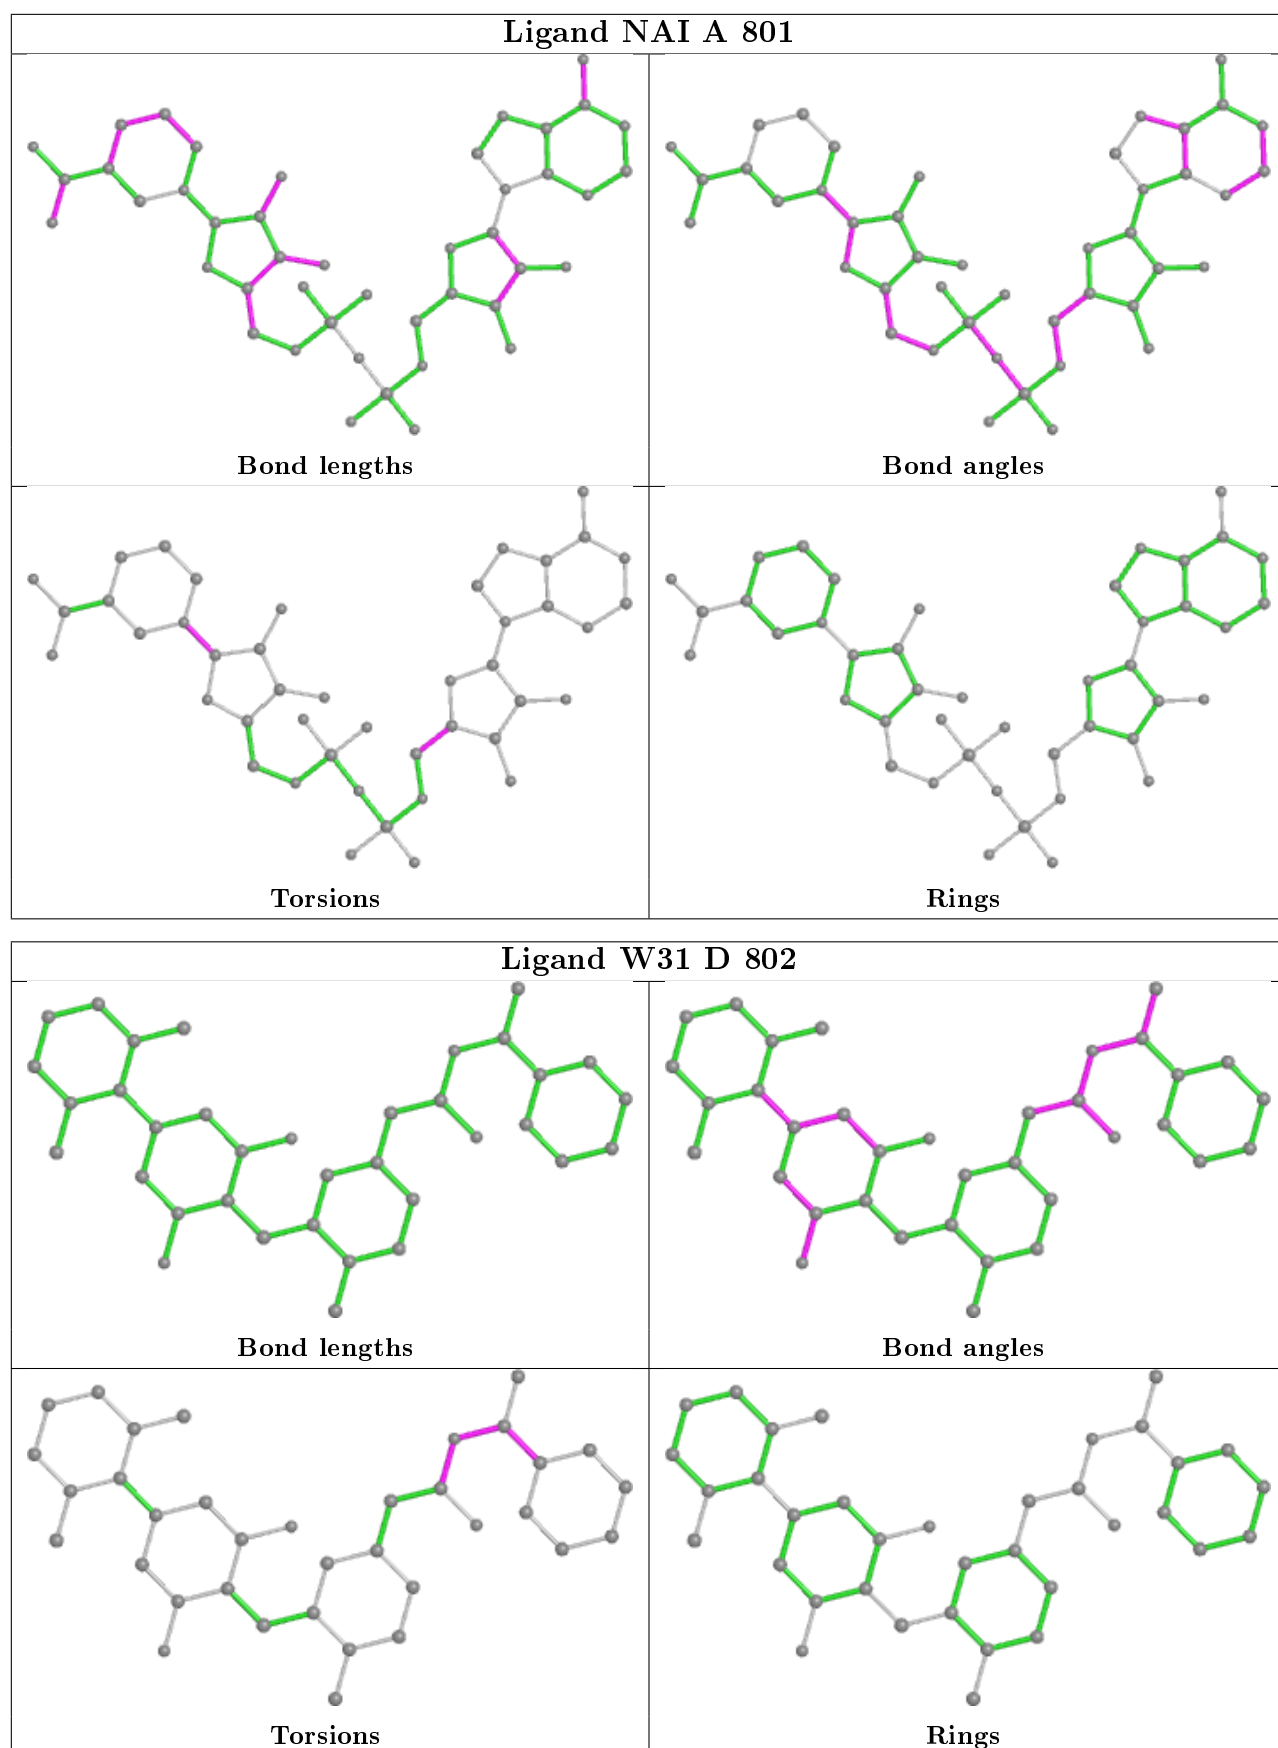 Ligand NAI A 801
Bond lengths
Bond angles
Torsions
Rings
Ligand W31 D 802
Bond lengths
Bond angles
Torsions
Rings